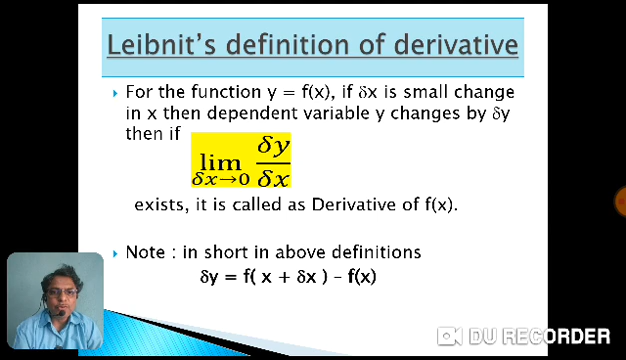 Leibnit's definition of derivative
For the function y = f(x), if δx is small change
in x then dependent variable y changes by δy
then if
lim δx→0 δy/δx
exists, it is called as Derivative of f(x).
Note : in short in above definitions
δy = f( x + δx ) – f(x)
DU RECORDER